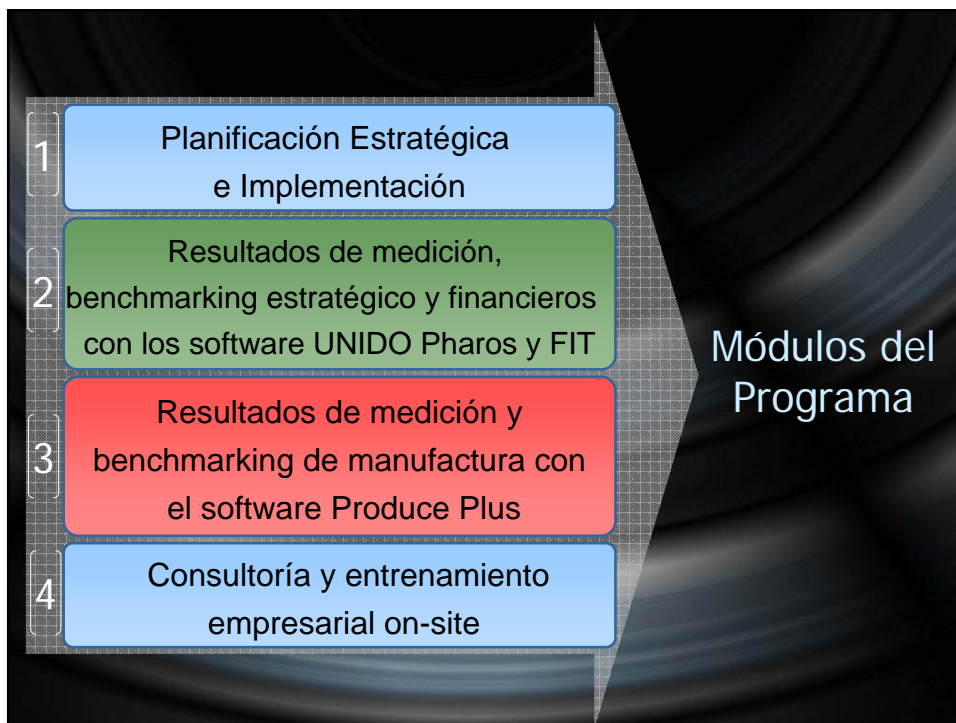 1
Planificación Estratégica
e Implementación
2
Resultados de medición,
benchmarking estratégico y financieros
con los software UNIDO Pharos y FIT
3
Resultados de medición y
benchmarking de manufactura con
el software Produce Plus
4
Consultoría y entrenamiento
empresarial on-site
Módulos del
Programa